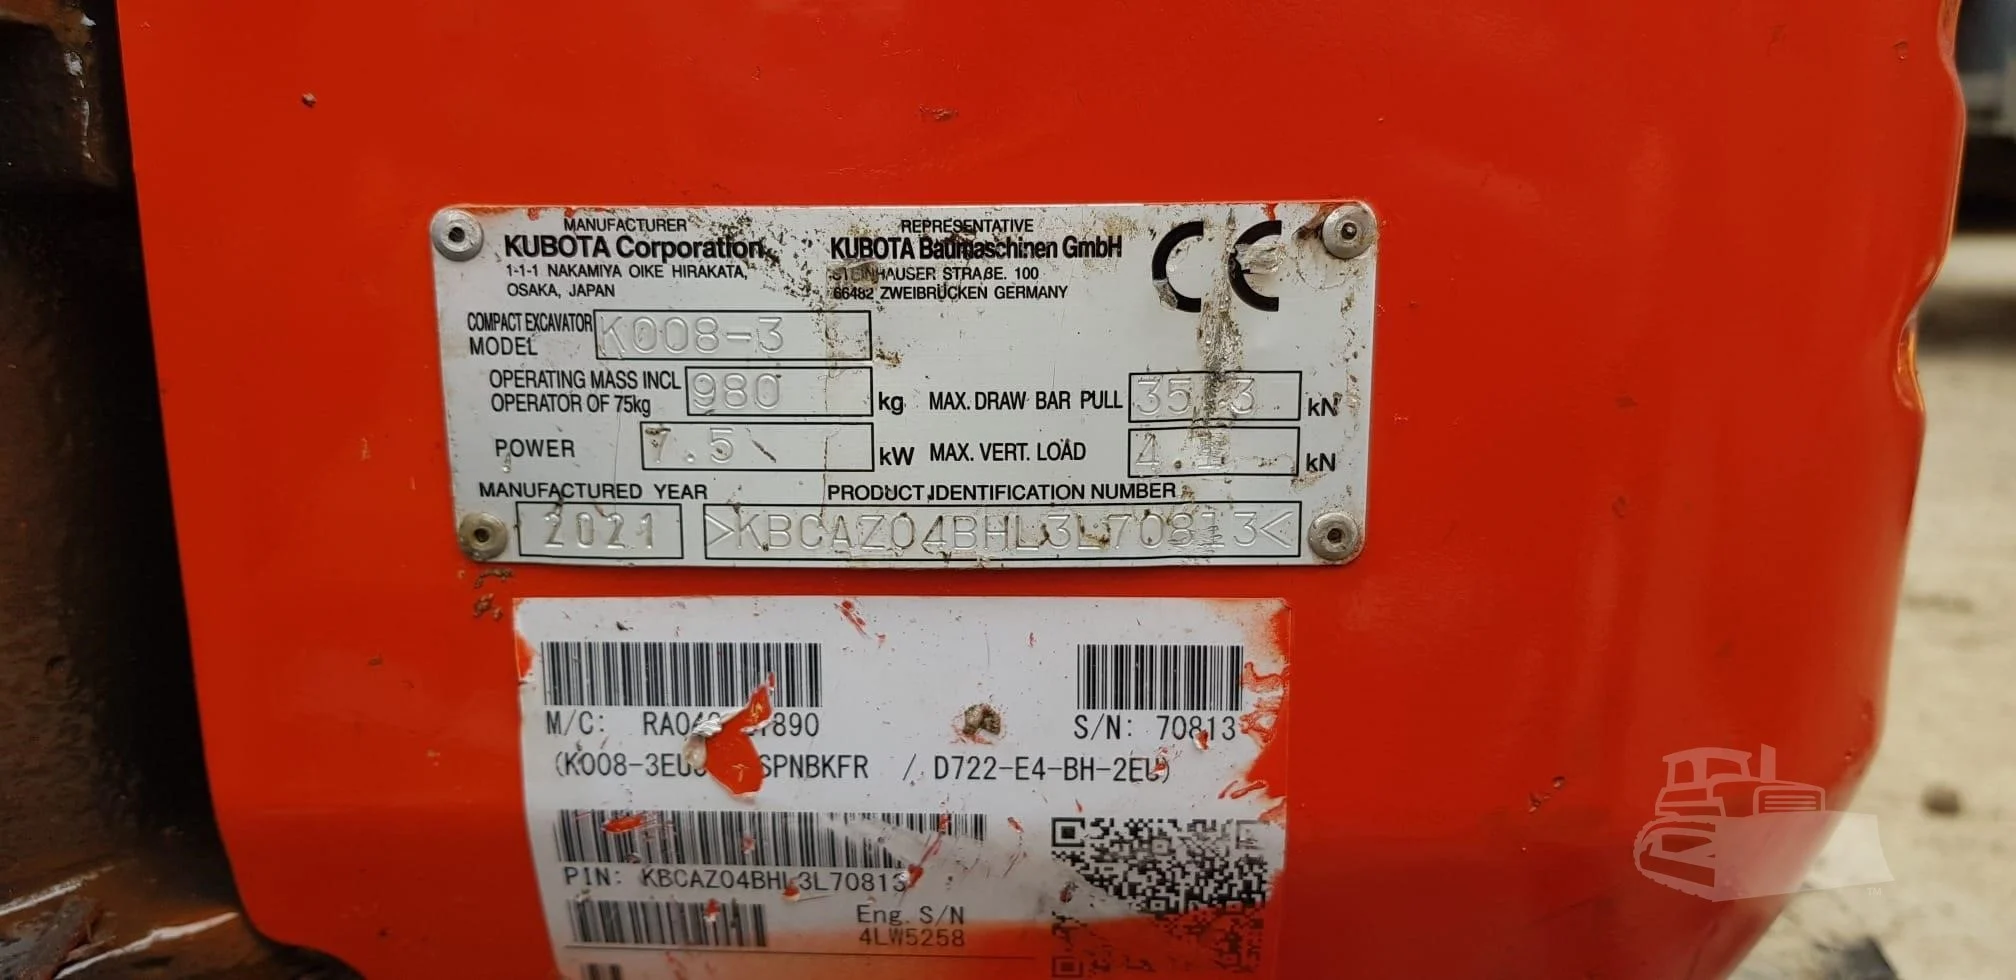 MANUFACTURER
KUBOTA Corporation
1-1-1 NAKAMIYA OIKE HIRAKATA,
OSAKA, JAPAN
REPRESENTATIVE
KUBOTA Baumaschinen GmbH
STEINHAUSER STRAßE. 100
66482 ZWEIBRÜCKEN GERMANY
CE
COMPACT EXCAVATOR MODEL K008-3
OPERATING MASS INCL
OPERATOR OF 75kg 980 kg
MAX. DRAW BAR PULL kN
POWER 7.5 kW
MAX. VERT. LOAD kN
MANUFACTURED YEAR
2021
PRODUCT IDENTIFICATION NUMBER
>KBCAZ04BHL3L70813<
M/C:
S/N: 70813
/ D722-E4-BH-2EU)
PIN: KBCAZ04BHL3L70813
Eng. S/N
4LW5258
TM